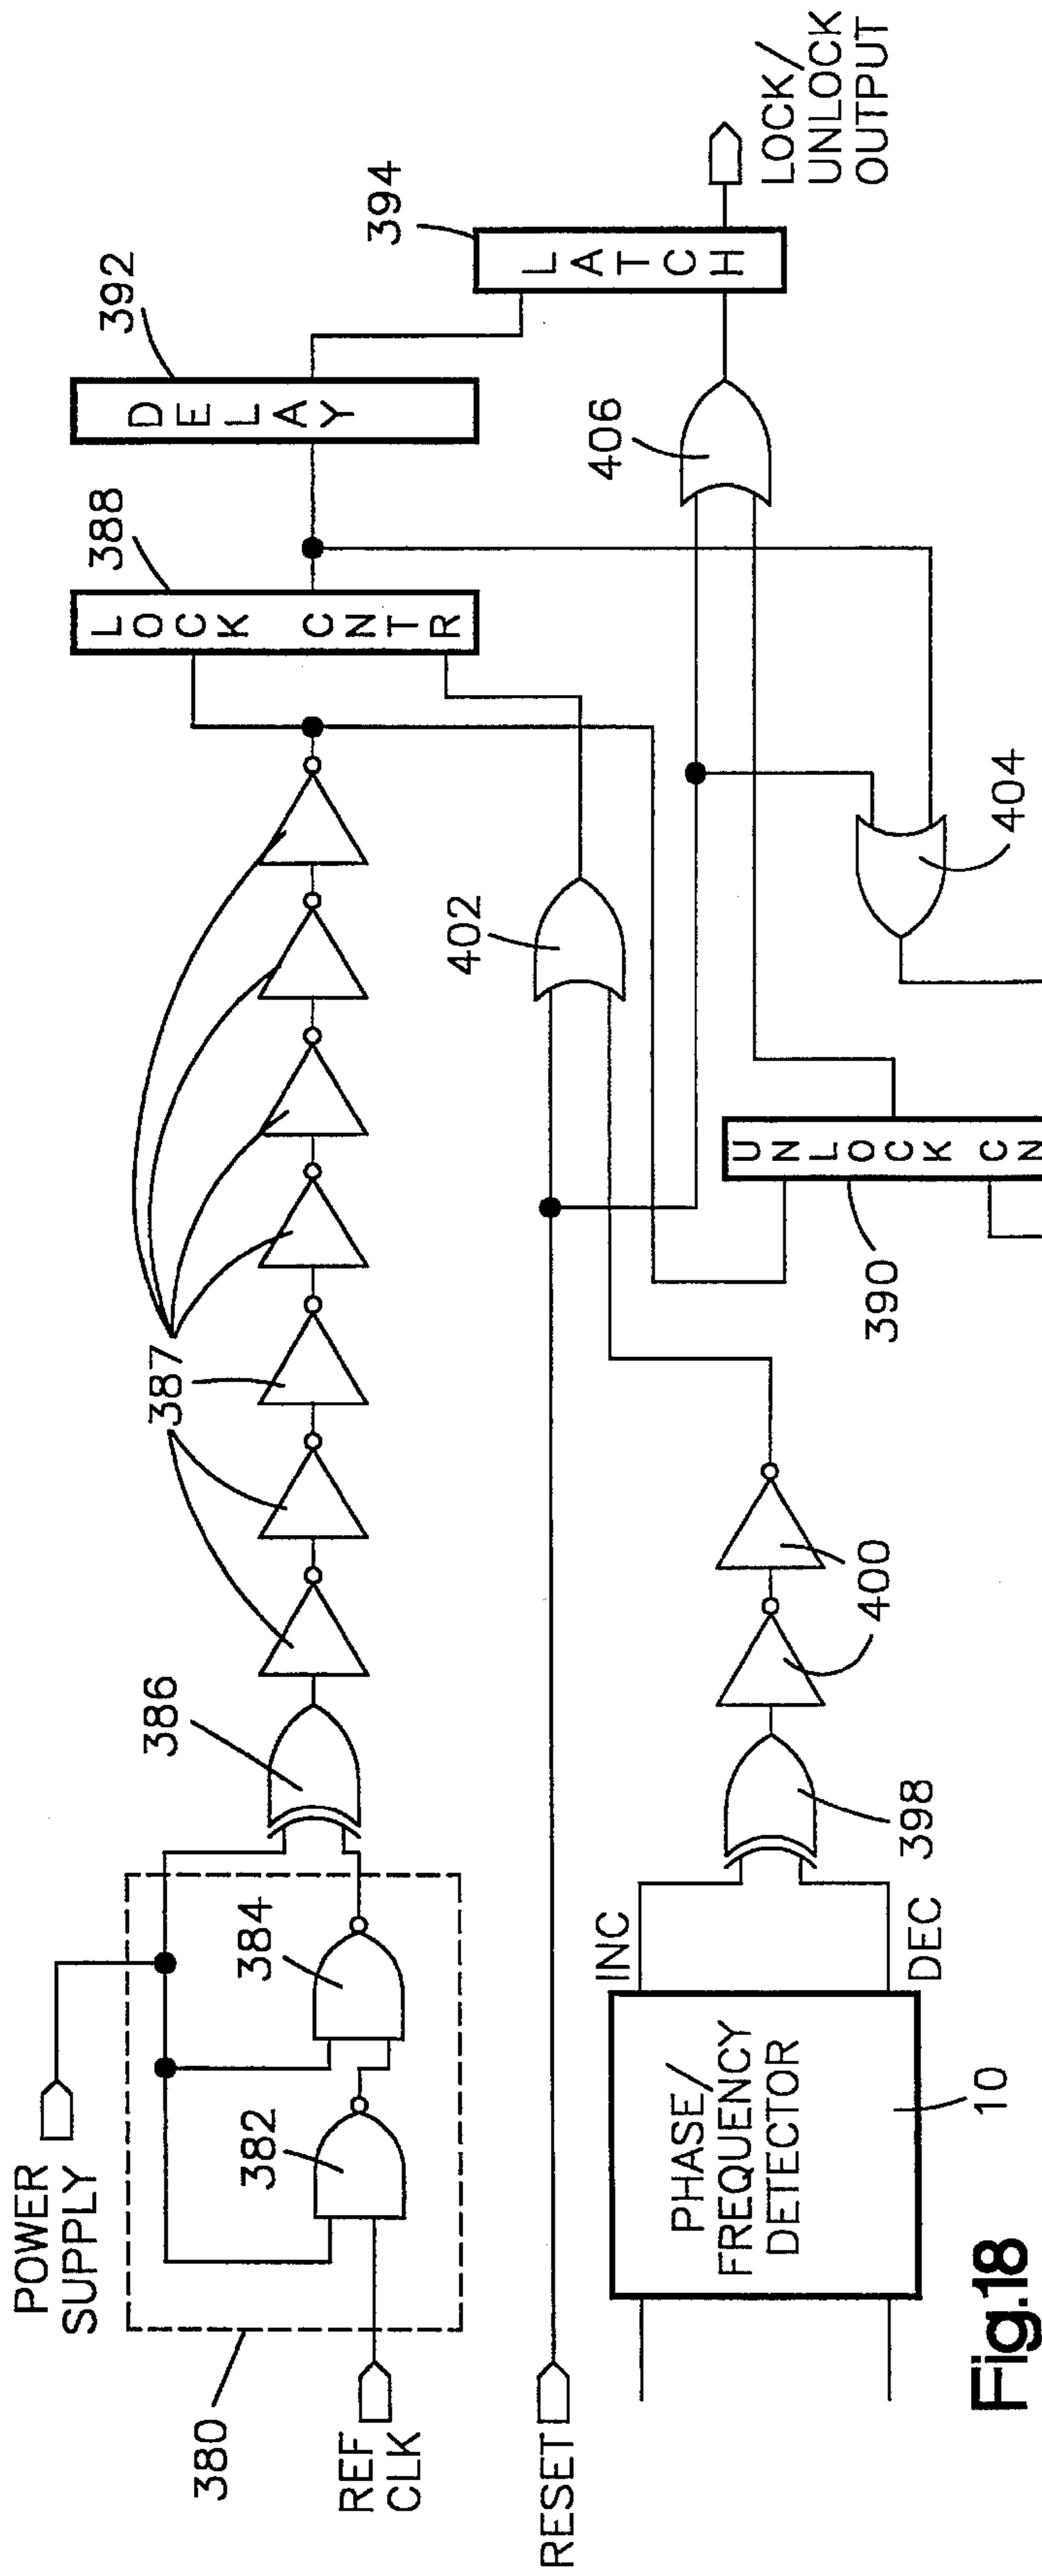 POWER
SUPPLY
380
REF
CLK
382
384
386
387
388
LOCK CNTR
392
DELAY
394
LATCH
LOCK/
UNLOCK
OUTPUT
RESET
402
406
404
390
UNLOCK CN
INC
DEC
PHASE/
FREQUENCY
DETECTOR
10
398
400
Fig.18